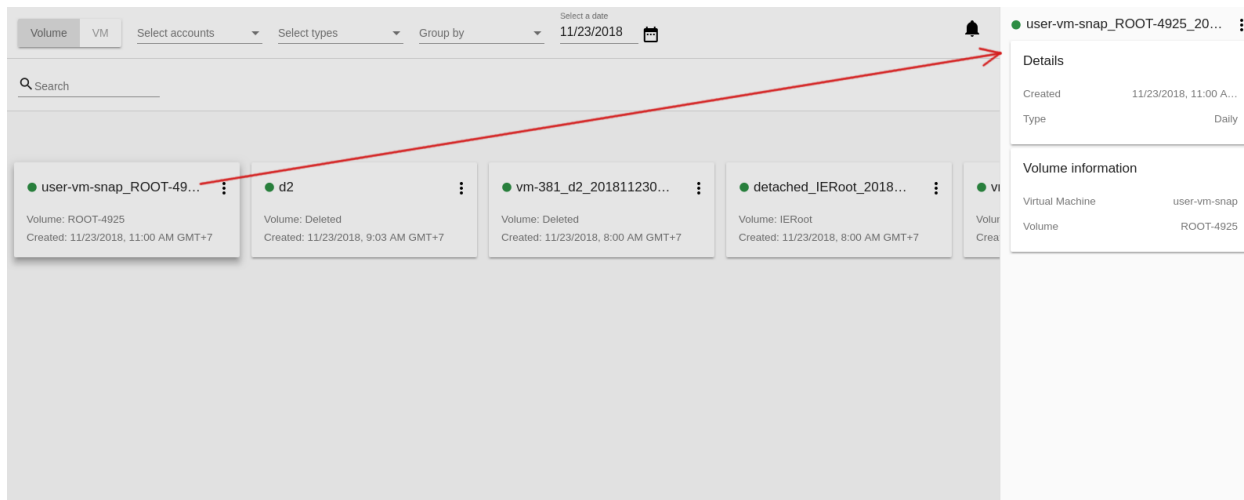 Volume VM Select accounts Select types Group by Select a date 11/23/2018
Search
user-vm-snap_ROOT-49...
Volume: ROOT-4925
Created: 11/23/2018, 11:00 AM GMT+7
d2
Volume: Deleted
Created: 11/23/2018, 9:03 AM GMT+7
vm-381_d2_201811230...
Volume: Deleted
Created: 11/23/2018, 8:00 AM GMT+7
detached_IERoot_2018...
Volume: IERoot
Created: 11/23/2018, 8:00 AM GMT+7
user-vm-snap_ROOT-4925_20...
Details
Created 11/23/2018, 11:00 A...
Type Daily
Volume information
Virtual Machine user-vm-snap
Volume ROOT-4925